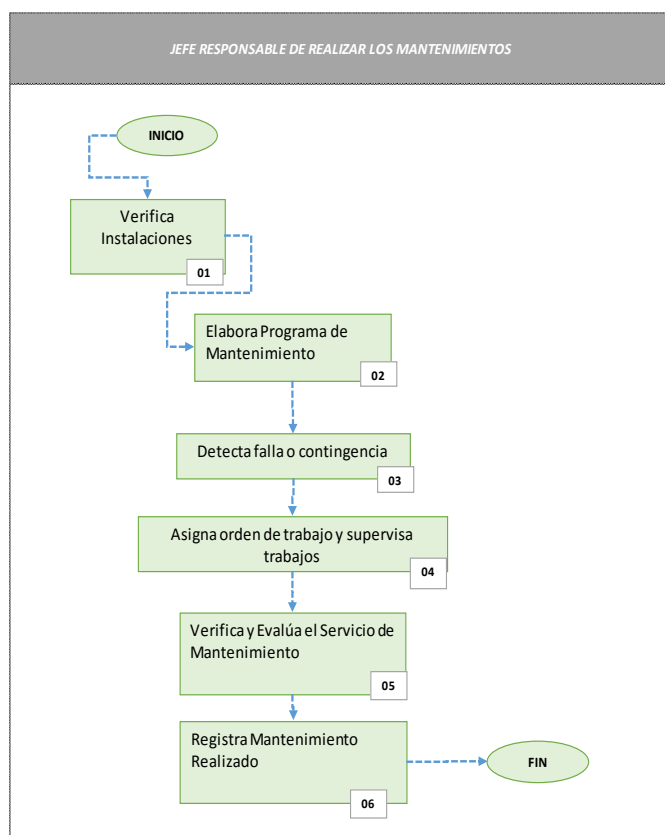 JEFE RESPONSABLE DE REALIZAR LOS MANTENIMIENTOS
INICIO
Verifica
Instalaciones
01
Elabora Programa de
Mantenimiento
02
Detecta falla o contingencia
03
Asigna orden de trabajo y supervisa
trabajos
04
Verifica y Evalúa el Servicio de
Mantenimiento
05
Registra Mantenimiento
Realizado
06
FIN